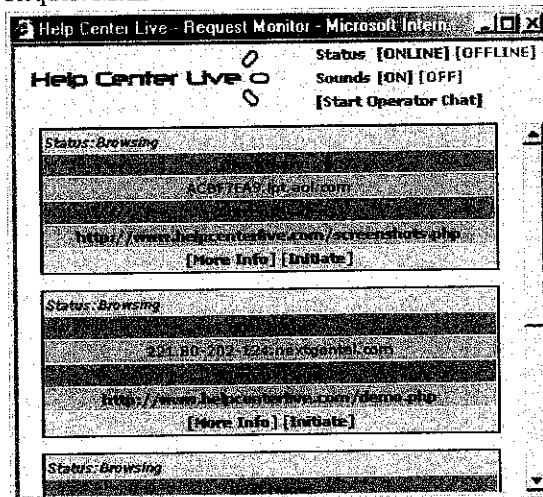 Help Center Live - Request Monitor - Microsoft Intern...
Status [ONLINE] [OFFLINE]
Help Center Live
Sounds [ON] [OFF]
[Start Operator Chat]
Status: Browsing
.ipt.aol.com
http://www.helpcenterlive.com/screenshots.php
[More Info] [Initiate]
Status: Browsing
.nextgentel.com
http://www.helpcenterlive.com/demo.php
[More Info] [Initiate]
Status: Browsing